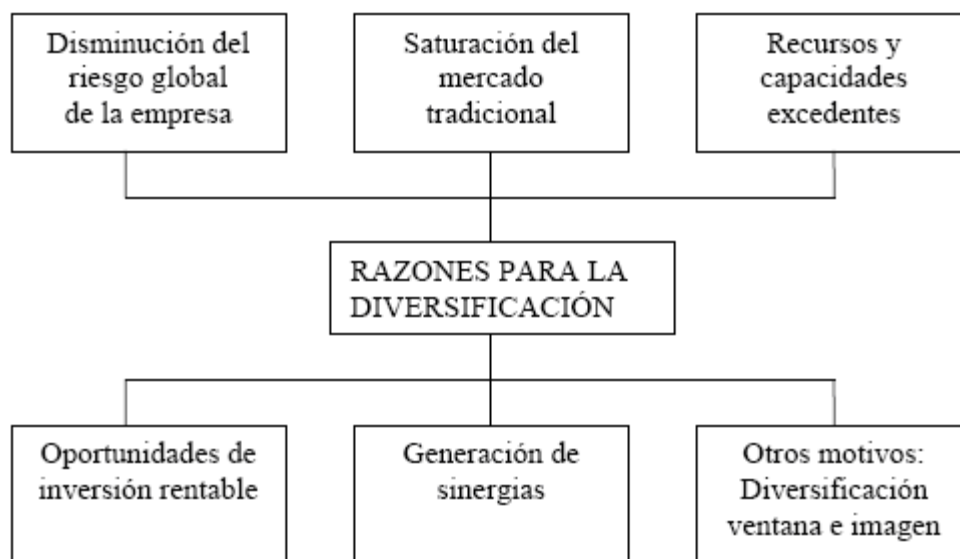 Disminución del
riesgo global
de la empresa
Saturación del
mercado
tradicional
Recursos y
capacidades
excedentes
RAZONES PARA LA
DIVERSIFICACIÓN
Oportunidades de
inversión rentable
Generación de
sinergias
Otros motivos:
Diversificación
ventana e imagen